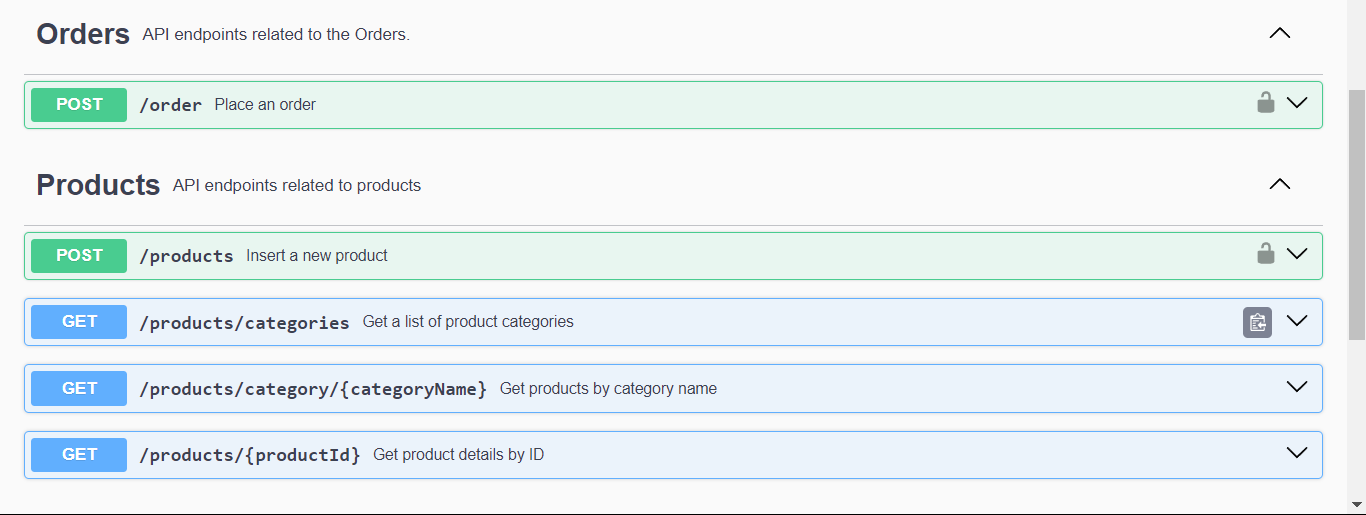 Orders API endpoints related to the Orders.
POST /order Place an order
Products API endpoints related to products
POST /products Insert a new product
GET /products/categories Get a list of product categories
GET /products/category/{categoryName} Get products by category name
GET /products/{productId} Get product details by ID